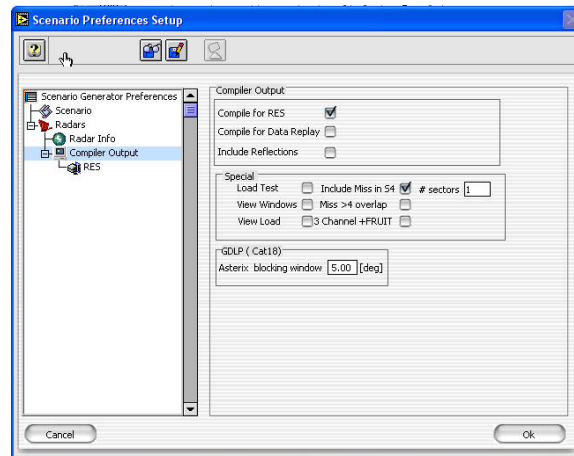 Scenario Preferences Setup
Scenario Generator Preferences
Scenario
Radars
Radar Info
Compiler Output
RES
Compiler Output
Compile for RES
Compile for Data Replay
Include Reflections
Special
Load Test Include Miss in S4 # sectors 1
View Windows Miss >4 overlap
View Load 3 Channel +FRUIT
GDLP ( Cat18)
Asterix blocking window 5.00 [deg]
Cancel
Ok